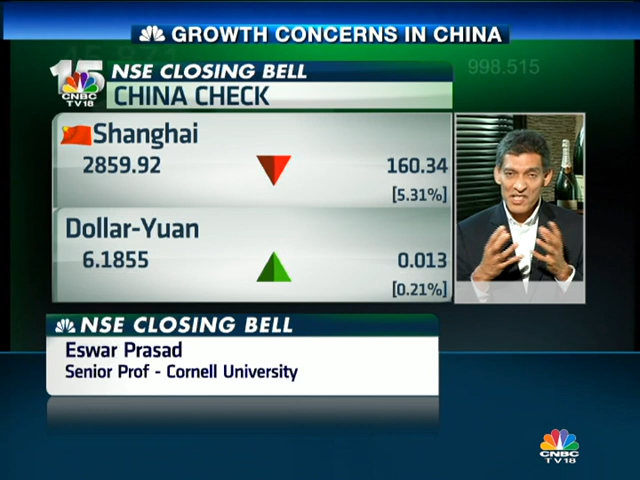 GROWTH CONCERNS IN CHINA
998.515
15
CNBC
TV18
NSE CLOSING BELL
CHINA CHECK
Shanghai
2859.92
160.34
[5.31%]
Dollar-Yuan
6.1855
0.013
[0.21%]
NSE CLOSING BELL
Eswar Prasad
Senior Prof - Cornell University
CNBC
TV18